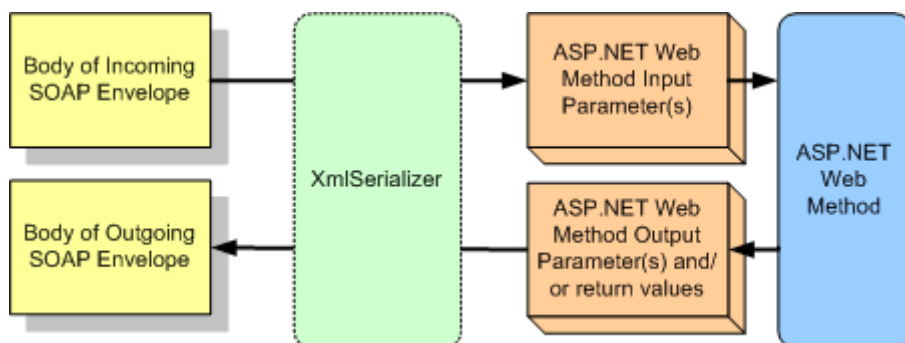 Body of Incoming
SOAP Envelope
XmlSerializer
ASP.NET Web
Method Input
Parameter(s)
ASP.NET
Web
Method
Body of Outgoing
SOAP Envelope
ASP.NET Web
Method Output
Parameter(s) and/
or return values